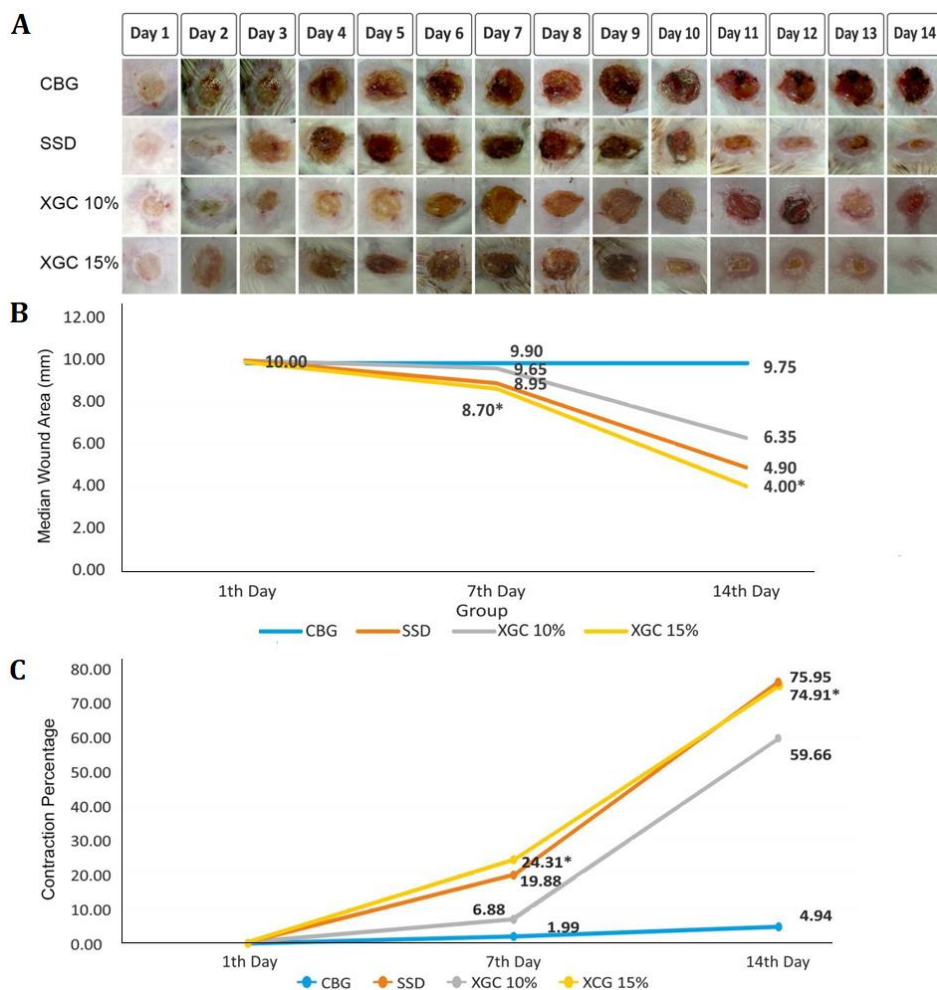 A
Day 1 Day 2 Day 3 Day 4 Day 5 Day 6 Day 7 Day 8 Day 9 Day 10 Day 11 Day 12 Day 13 Day 14
CBG
SSD
XGC 10%
XGC 15%
B
Median Wound Area (mm)
12.00
10.00
8.00
6.00
4.00
2.00
0.00
10.00
9.90
9.65
8.95
8.70*
9.75
6.35
4.90
4.00*
1th Day 7th Day 14th Day
Group
CBG SSD XGC 10% XGC 15%
C
Contraction Percentage
80.00
70.00
60.00
50.00
40.00
30.00
20.00
10.00
0.00
24.31*
19.88
6.88
1.99
75.95
74.91*
59.66
4.94
1th Day 7th Day 14th Day
CBG SSD XGC 10% XCG 15%